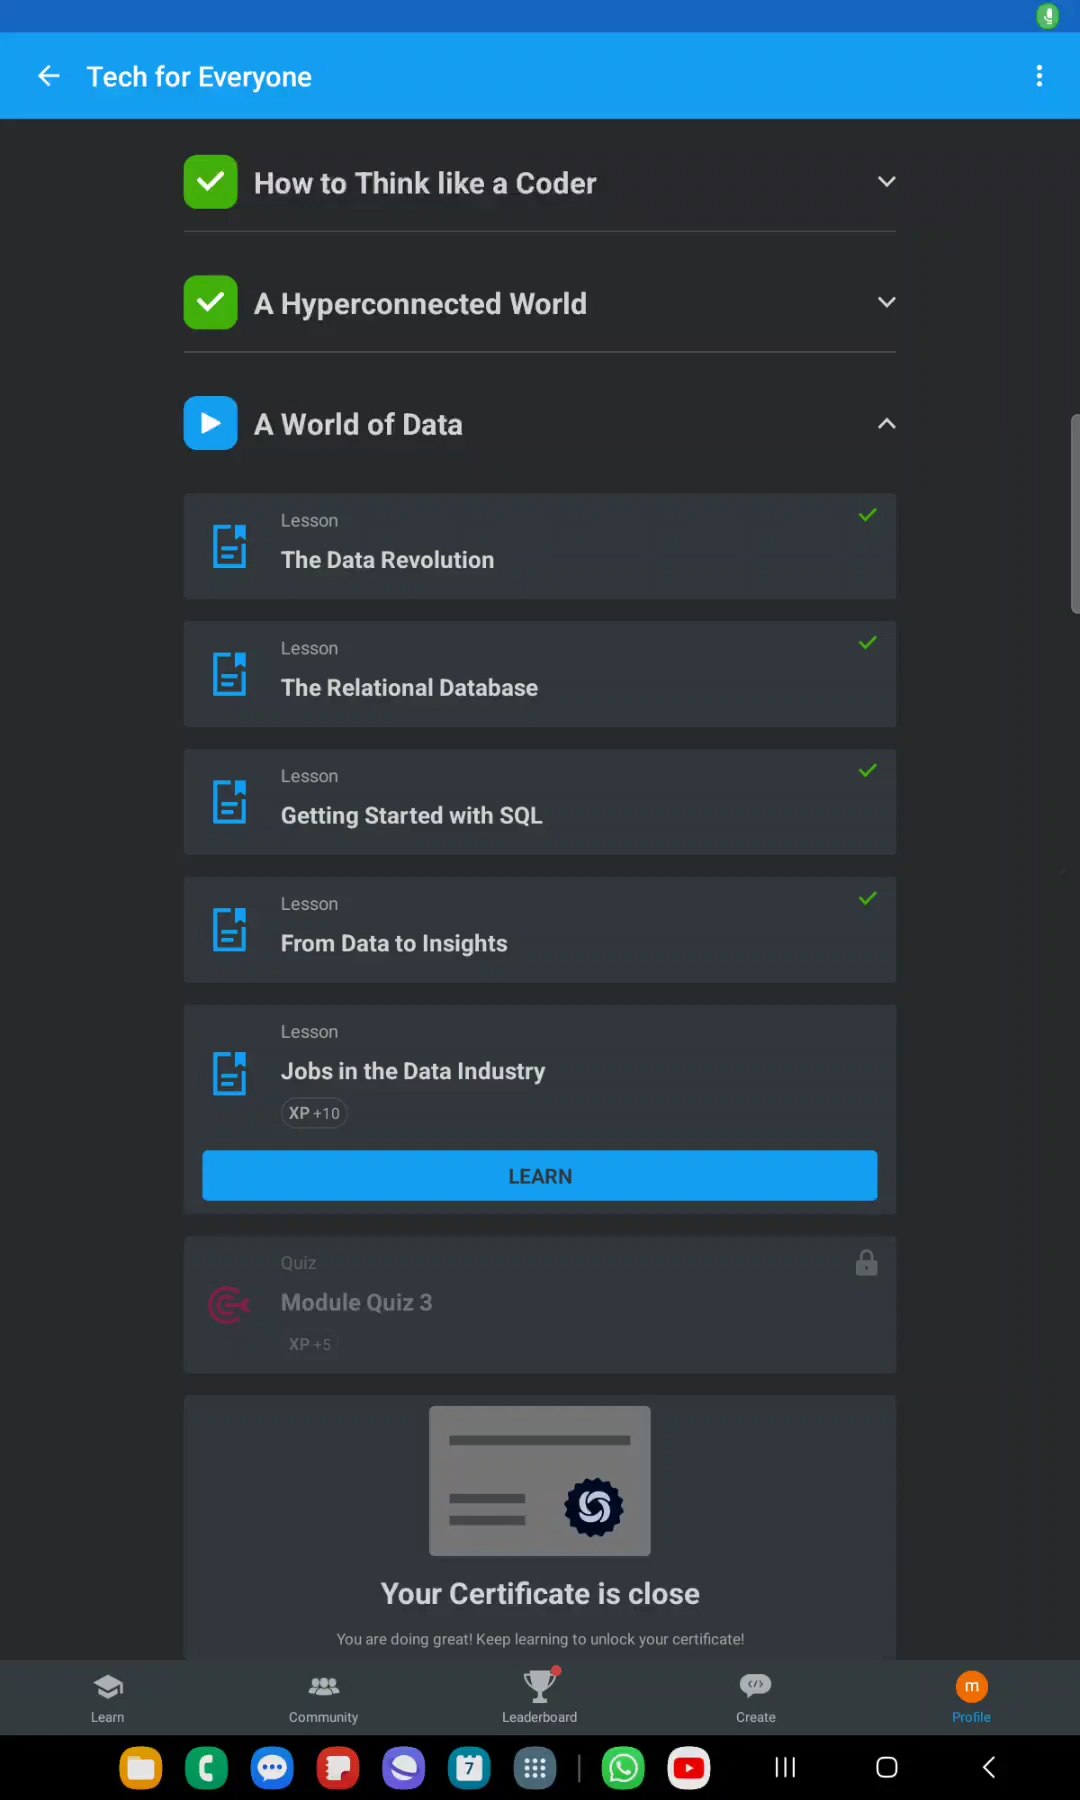 Tech for Everyone
How to Think like a Coder
A Hyperconnected World
A World of Data
Lesson
The Data Revolution
Lesson
The Relational Database
Lesson
Getting Started with SQL
Lesson
From Data to Insights
Lesson
Jobs in the Data Industry
XP +10
LEARN
Quiz
Module Quiz 3
XP +5
Your Certificate is close
You are doing great! Keep learning to unlock your certificate!
Learn
Community
Leaderboard
</>
Create
m
Profile
7